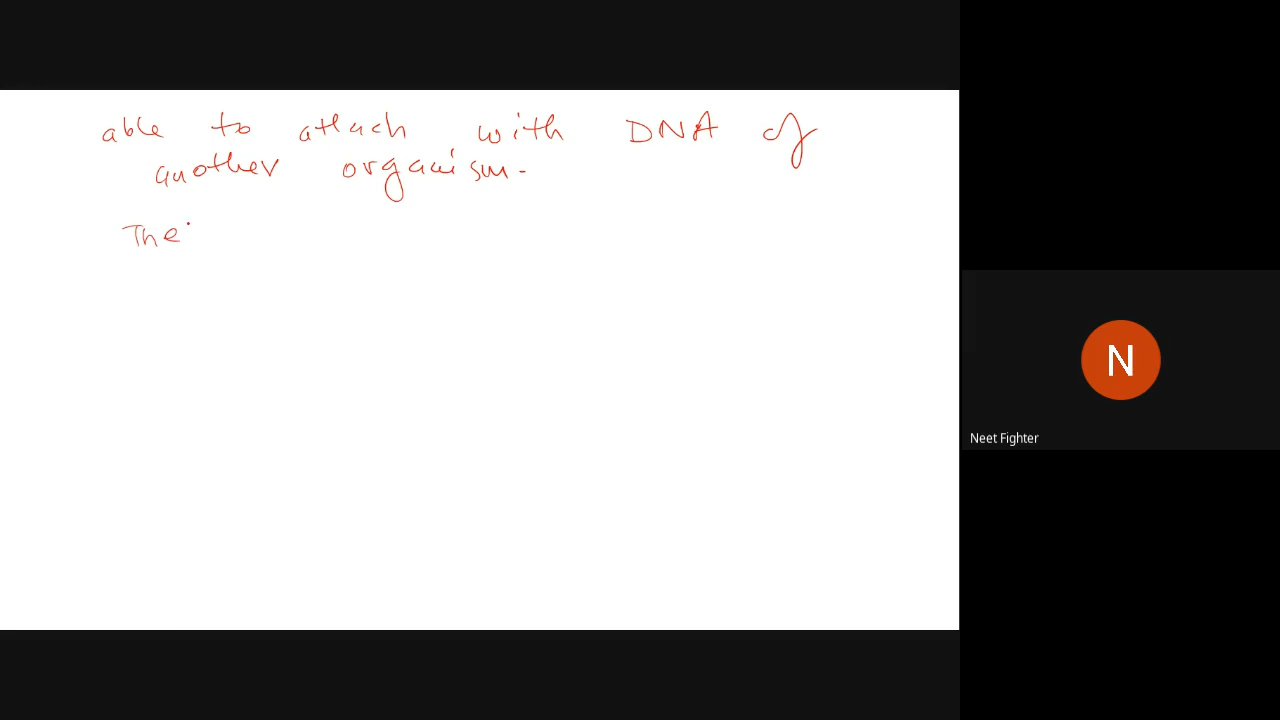 able to attach with DNA of
another organism.
The
N
Neet Fighter